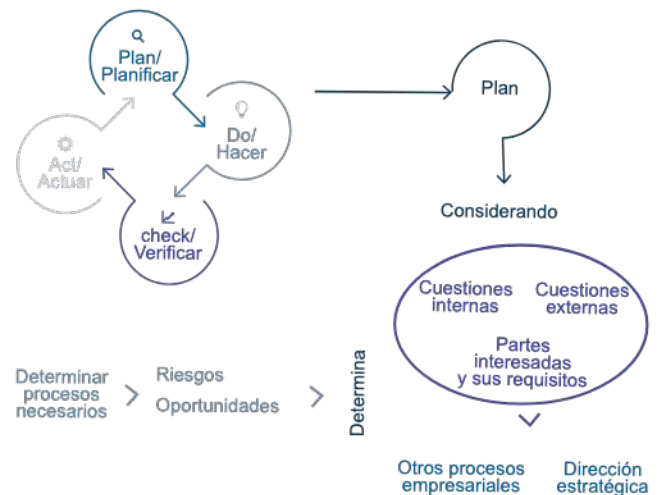 Plan/
Planificar
Do/
Hacer
Act/
Actuar
check/
Verificar
Plan
Considerando
Cuestiones
internas
Cuestiones
externas
Partes
interesadas
y sus requisitos
Determinar
procesos
necesarios
Riesgos
Oportunidades
Determina
Otros procesos
empresariales
Dirección
estratégica